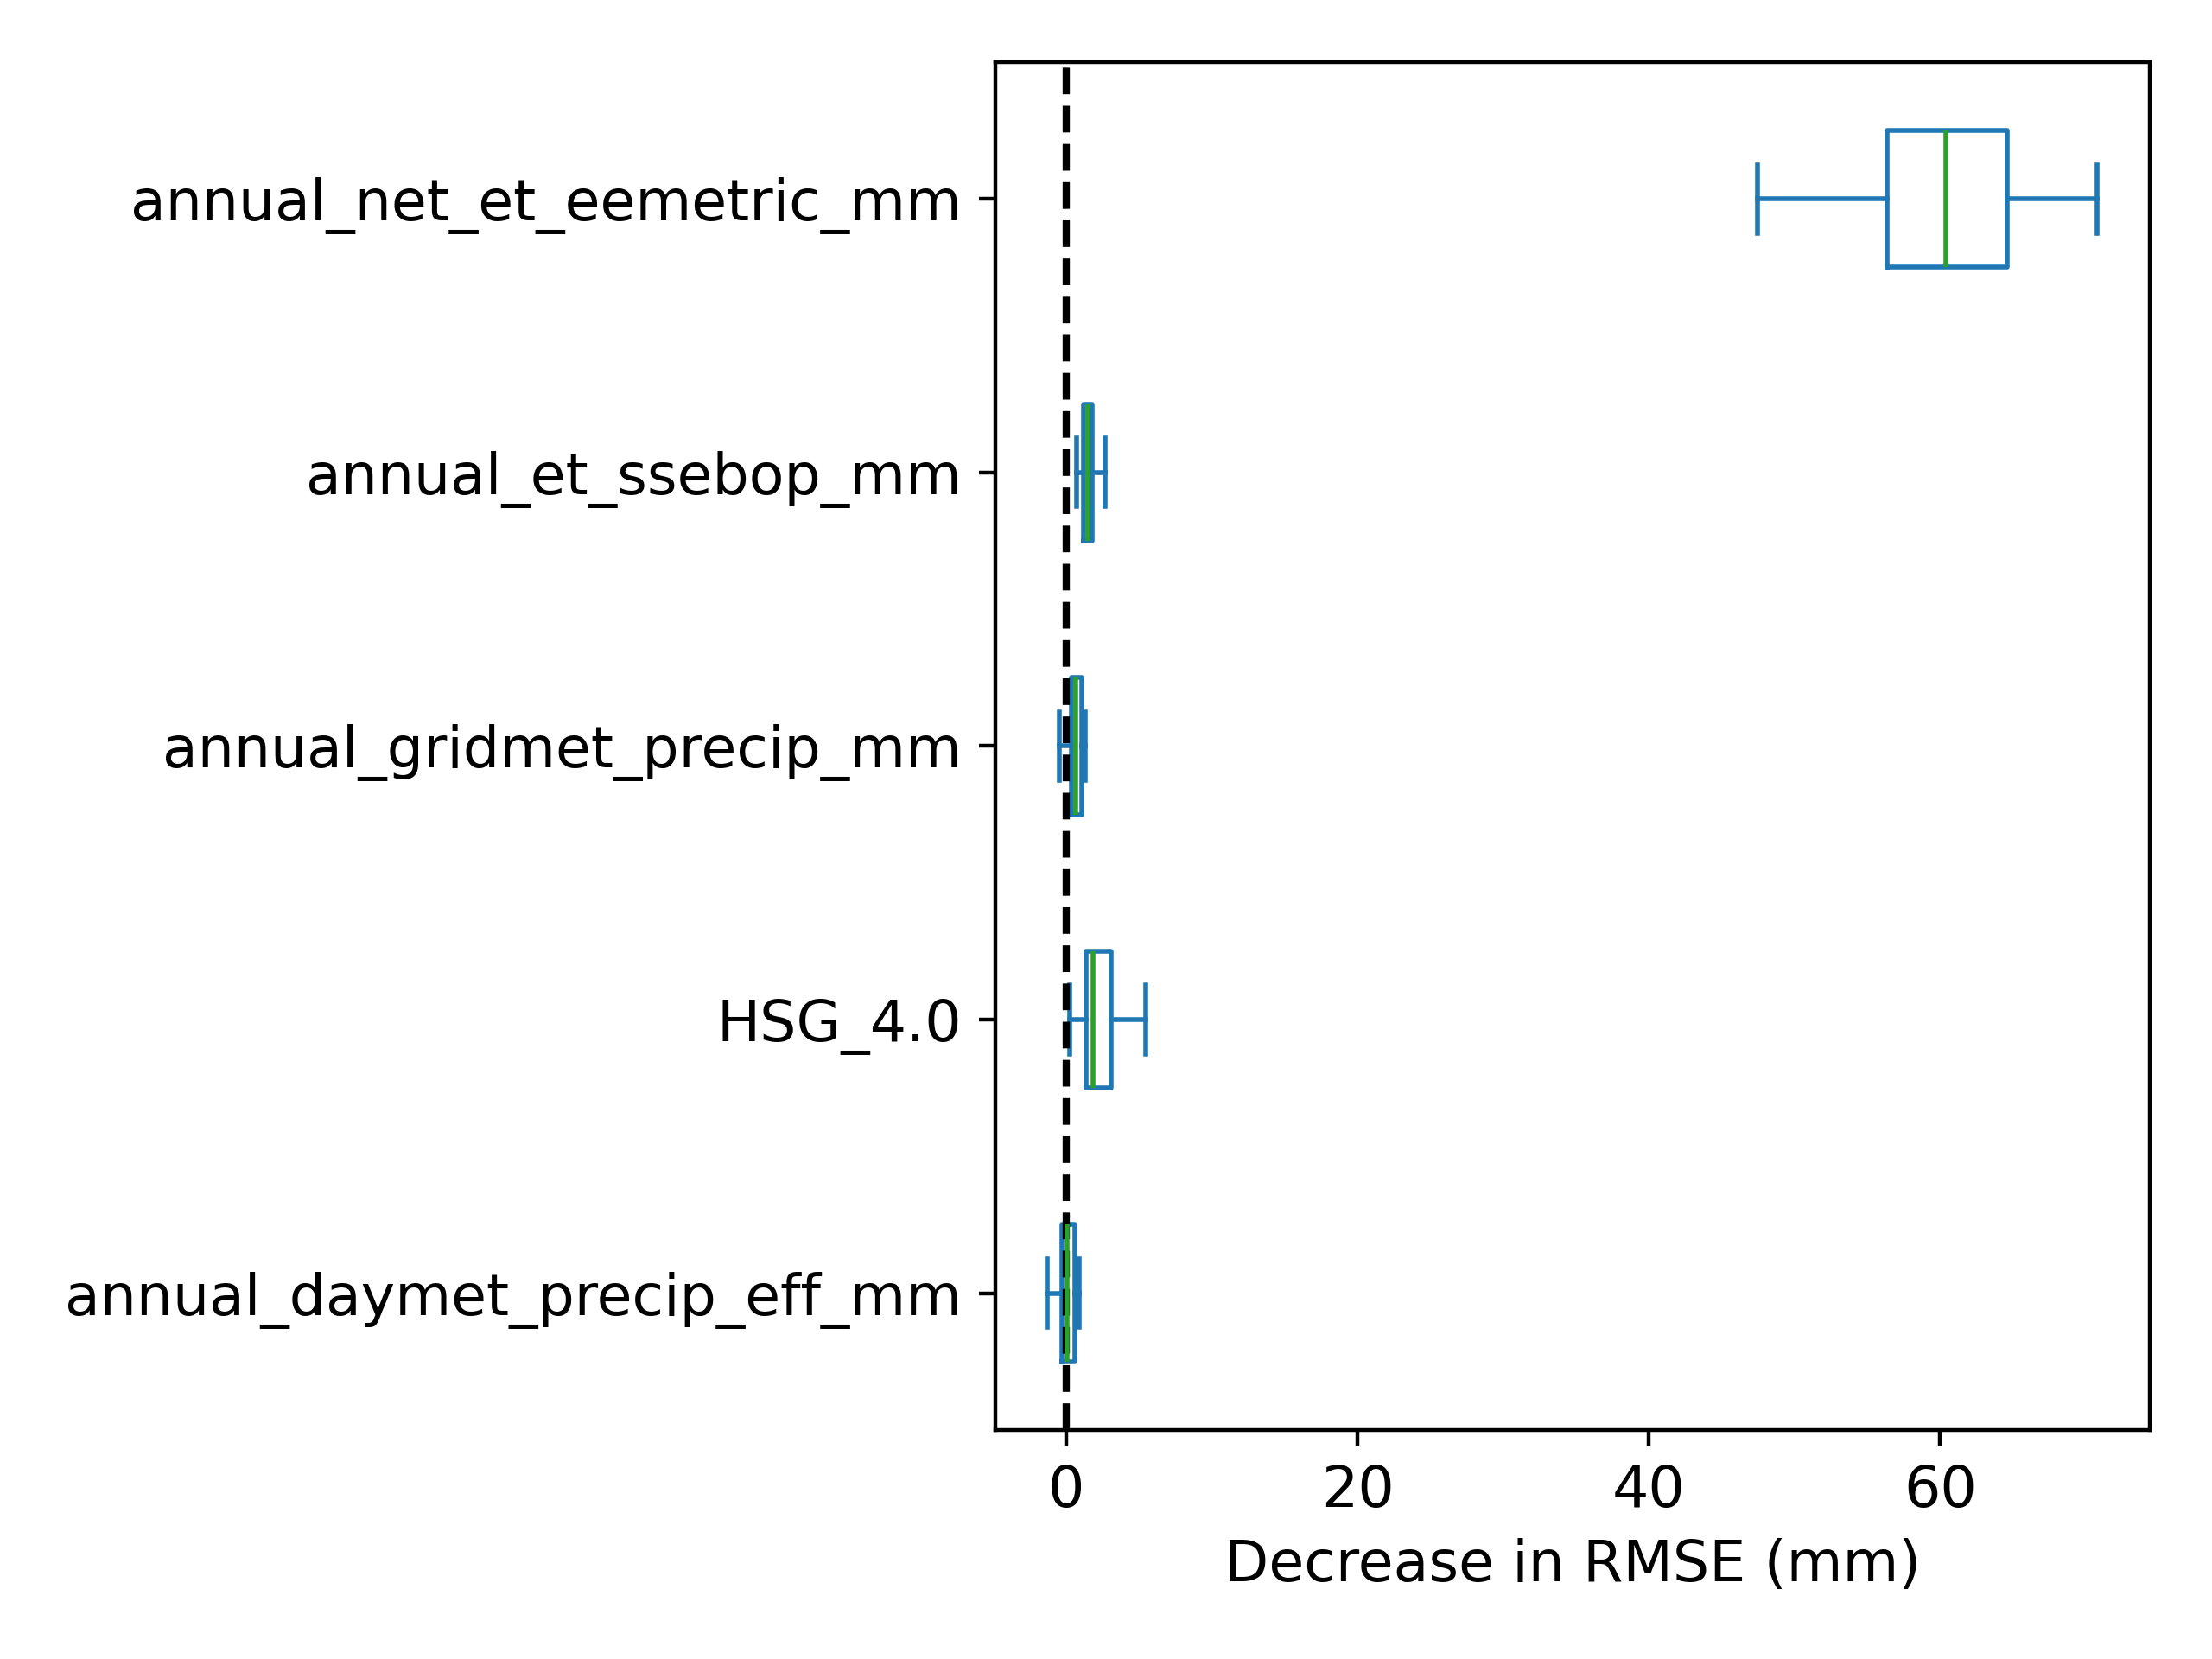 annual_net_et_eemetric_mm
annual_et_ssebop_mm
annual_gridmet_precip_mm
HSG_4.0
annual_daymet_precip_eff_mm
0 20 40 60
Decrease in RMSE (mm)